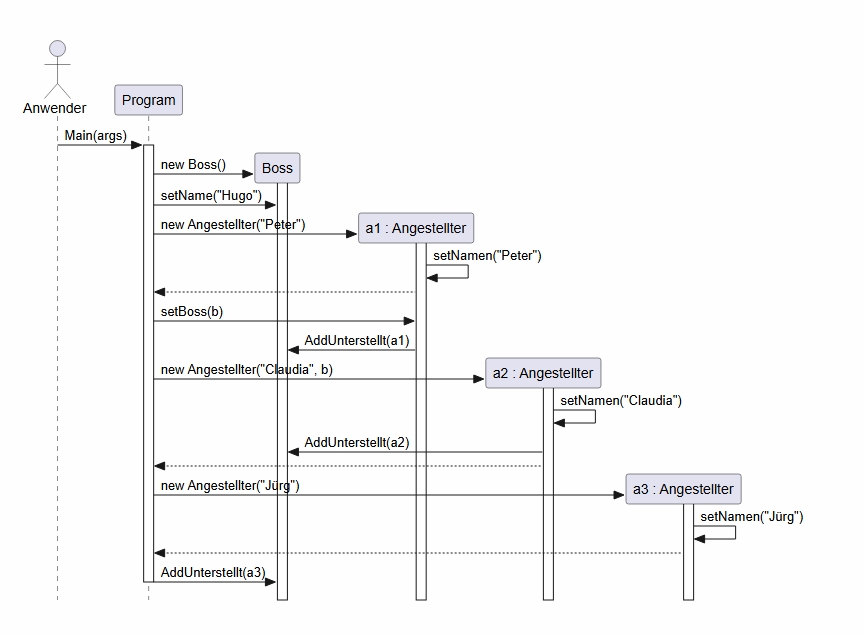 Anwender
Program
Main(args)
new Boss()
Boss
setName("Hugo")
new Angestellter("Peter")
a1 : Angestellter
setNamen("Peter")
setBoss(b)
AddUnterstellt(a1)
new Angestellter("Claudia", b)
a2 : Angestellter
setNamen("Claudia")
AddUnterstellt(a2)
new Angestellter("Jürg")
a3 : Angestellter
setNamen("Jürg")
AddUnterstellt(a3)